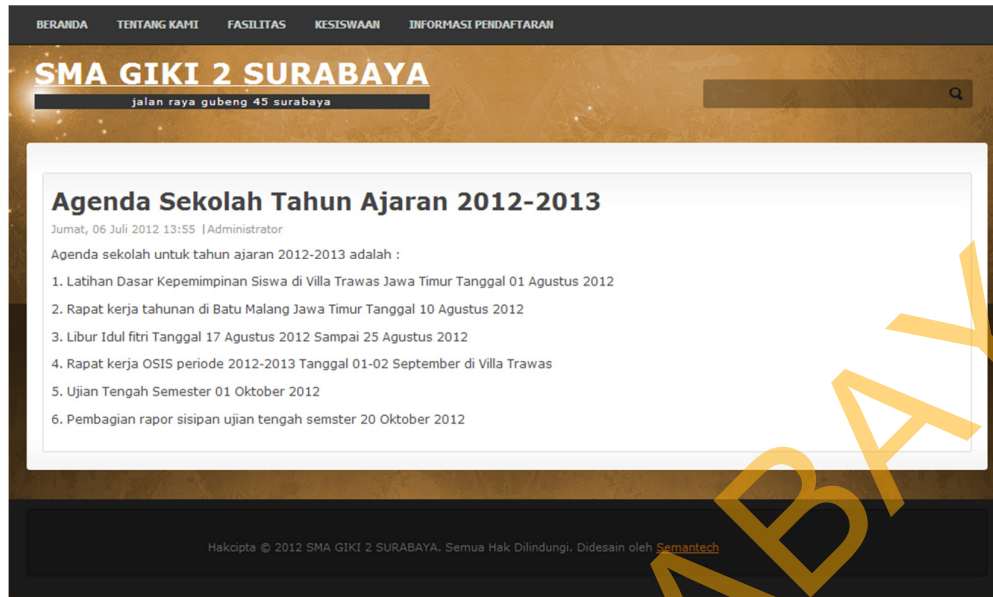 BERANDA TENTANG KAMI FASILITAS KESISWAAN INFORMASI PENDAFTARAN
SMA GIKI 2 SURABAYA
jalan raya gubeng 45 surabaya
Agenda Sekolah Tahun Ajaran 2012-2013
Jumat, 06 Juli 2012 13:55 |Administrator
Agenda sekolah untuk tahun ajaran 2012-2013 adalah :
1. Latihan Dasar Kepemimpinan Siswa di Villa Trawas Jawa Timur Tanggal 01 Agustus 2012
2. Rapat kerja tahunan di Batu Malang Jawa Timur Tanggal 10 Agustus 2012
3. Libur Idul fitri Tanggal 17 Agustus 2012 Sampai 25 Agustus 2012
4. Rapat kerja OSIS periode 2012-2013 Tanggal 01-02 September di Villa Trawas
5. Ujian Tengah Semester 01 Oktober 2012
6. Pembagian rapor sisipan ujian tengah semster 20 Oktober 2012
Hakcipta © 2012 SMA GIKI 2 SURABAYA. Semua Hak Dilindungi. Didesain oleh Semantech
ABAY